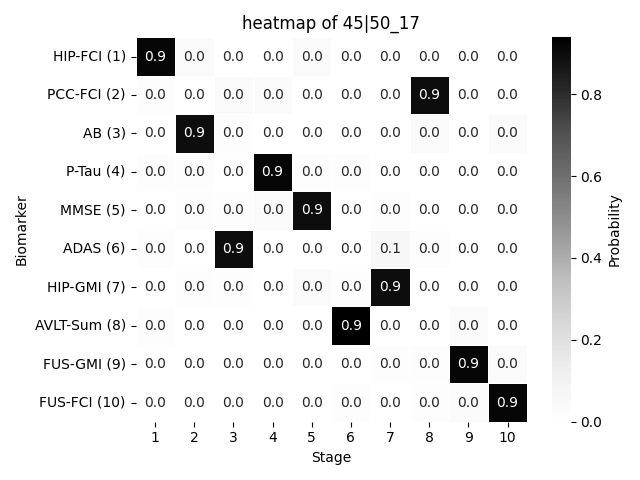 heatmap of 45|50_17
HIP-FCI (1) 0.9 0.0 0.0 0.0 0.0 0.0 0.0 0.0 0.0 0.0
PCC-FCI (2) 0.0 0.0 0.0 0.0 0.0 0.0 0.0 0.9 0.0 0.0
AB (3) 0.0 0.9 0.0 0.0 0.0 0.0 0.0 0.0 0.0 0.0
P-Tau (4) 0.0 0.0 0.0 0.9 0.0 0.0 0.0 0.0 0.0 0.0
MMSE (5) 0.0 0.0 0.0 0.0 0.9 0.0 0.0 0.0 0.0 0.0
ADAS (6) 0.0 0.0 0.9 0.0 0.0 0.0 0.1 0.0 0.0 0.0
HIP-GMI (7) 0.0 0.0 0.0 0.0 0.0 0.0 0.9 0.0 0.0 0.0
AVLT-Sum (8) 0.0 0.0 0.0 0.0 0.0 0.9 0.0 0.0 0.0 0.0
FUS-GMI (9) 0.0 0.0 0.0 0.0 0.0 0.0 0.0 0.0 0.9 0.0
FUS-FCI (10) 0.0 0.0 0.0 0.0 0.0 0.0 0.0 0.0 0.0 0.9
1 2 3 4 5 6 7 8 9 10
Stage
Biomarker
0.8
0.6
0.4
0.2
0.0
Probability